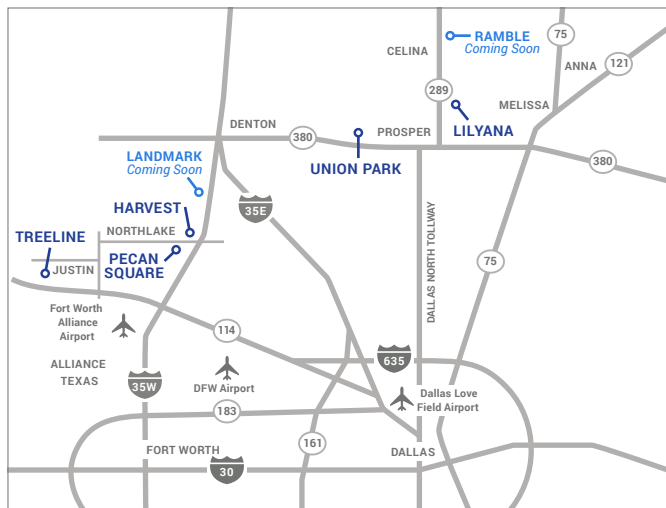 75
RAMBLE
Coming Soon
CELINA
121
ANNA
289
MELISSA
DENTON
380
PROSPER
LILYANA
LANDMARK
Coming Soon
UNION PARK
380
HARVEST
35E
TREELINE
NORTHLAKE
PECAN
SQUARE
JUSTIN
DALLAS NORTH TOLLWAY
75
Fort Worth
Alliance
Airport
114
635
ALLIANCE
TEXAS
35W
DFW Airport
Dallas Love
Field Airport
183
161
FORT WORTH
DALLAS
30